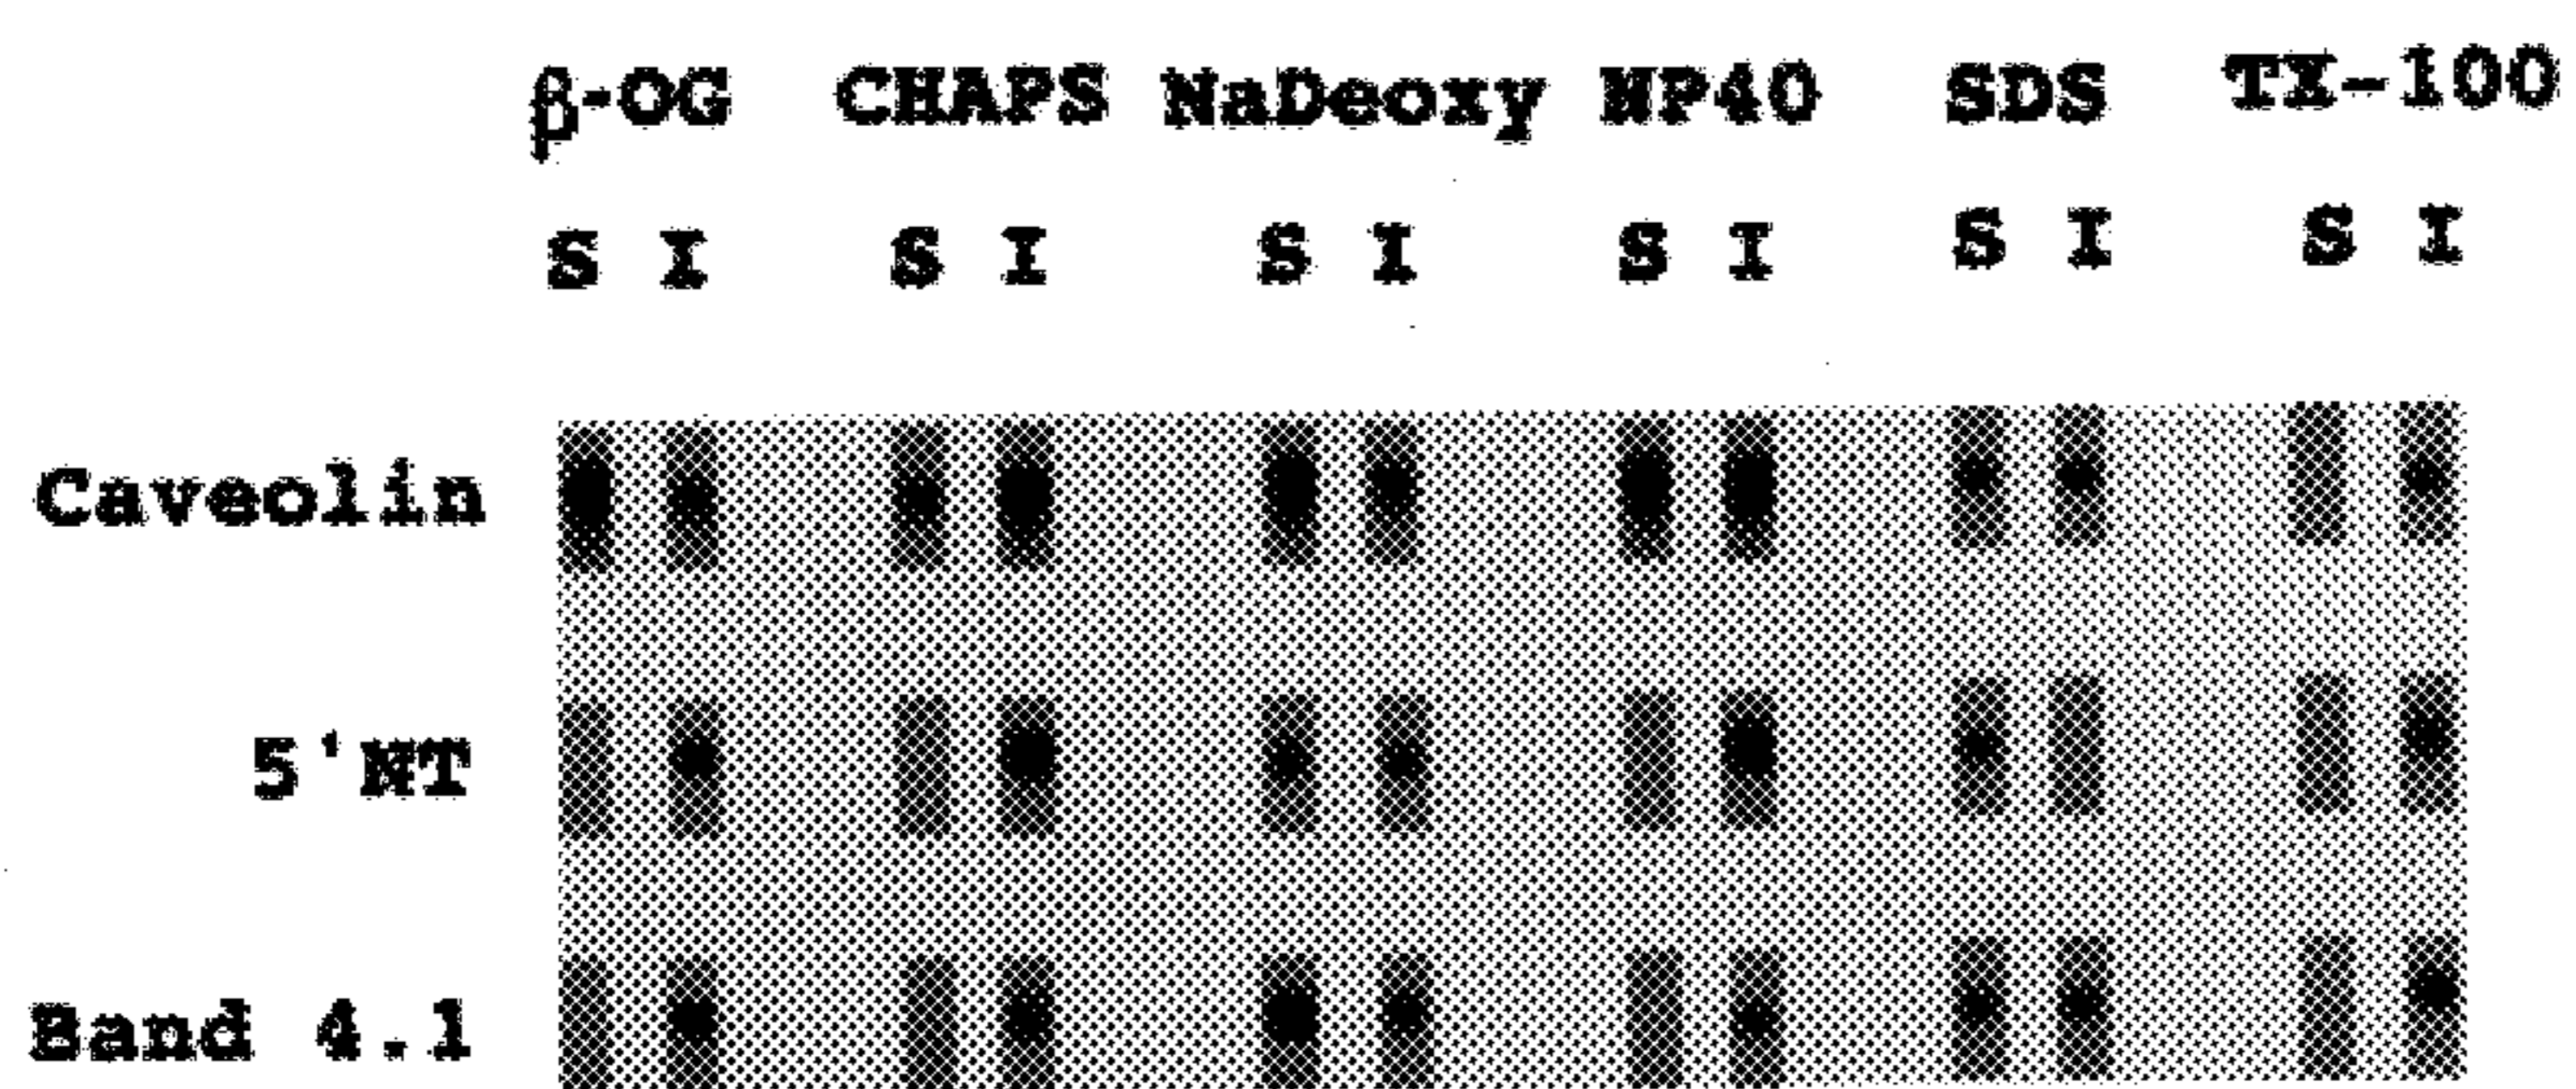 β-OG CHAPS NaDeoxy NP40 SDS TX-100
S I S I S I S I S I S I
Caveolin
5'NT
Band 4.1